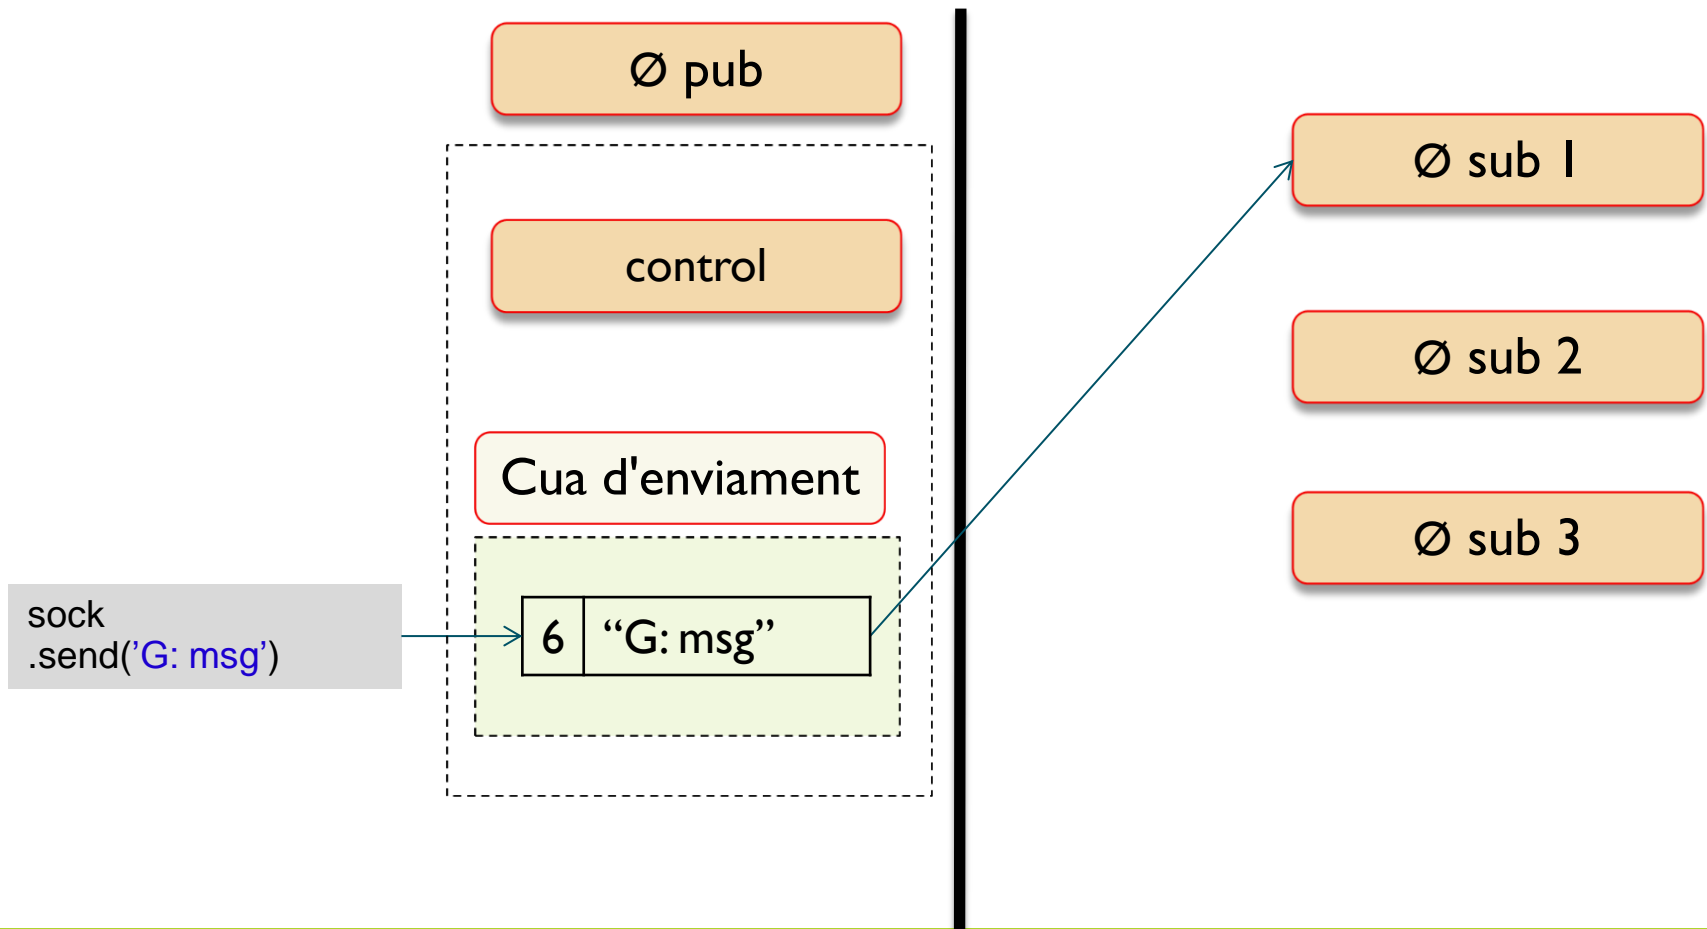 Ø pub
control
Cua d'enviament
sock
.send(’G: msg’)
6 “G: msg”
Ø sub 1
Ø sub 2
Ø sub 3